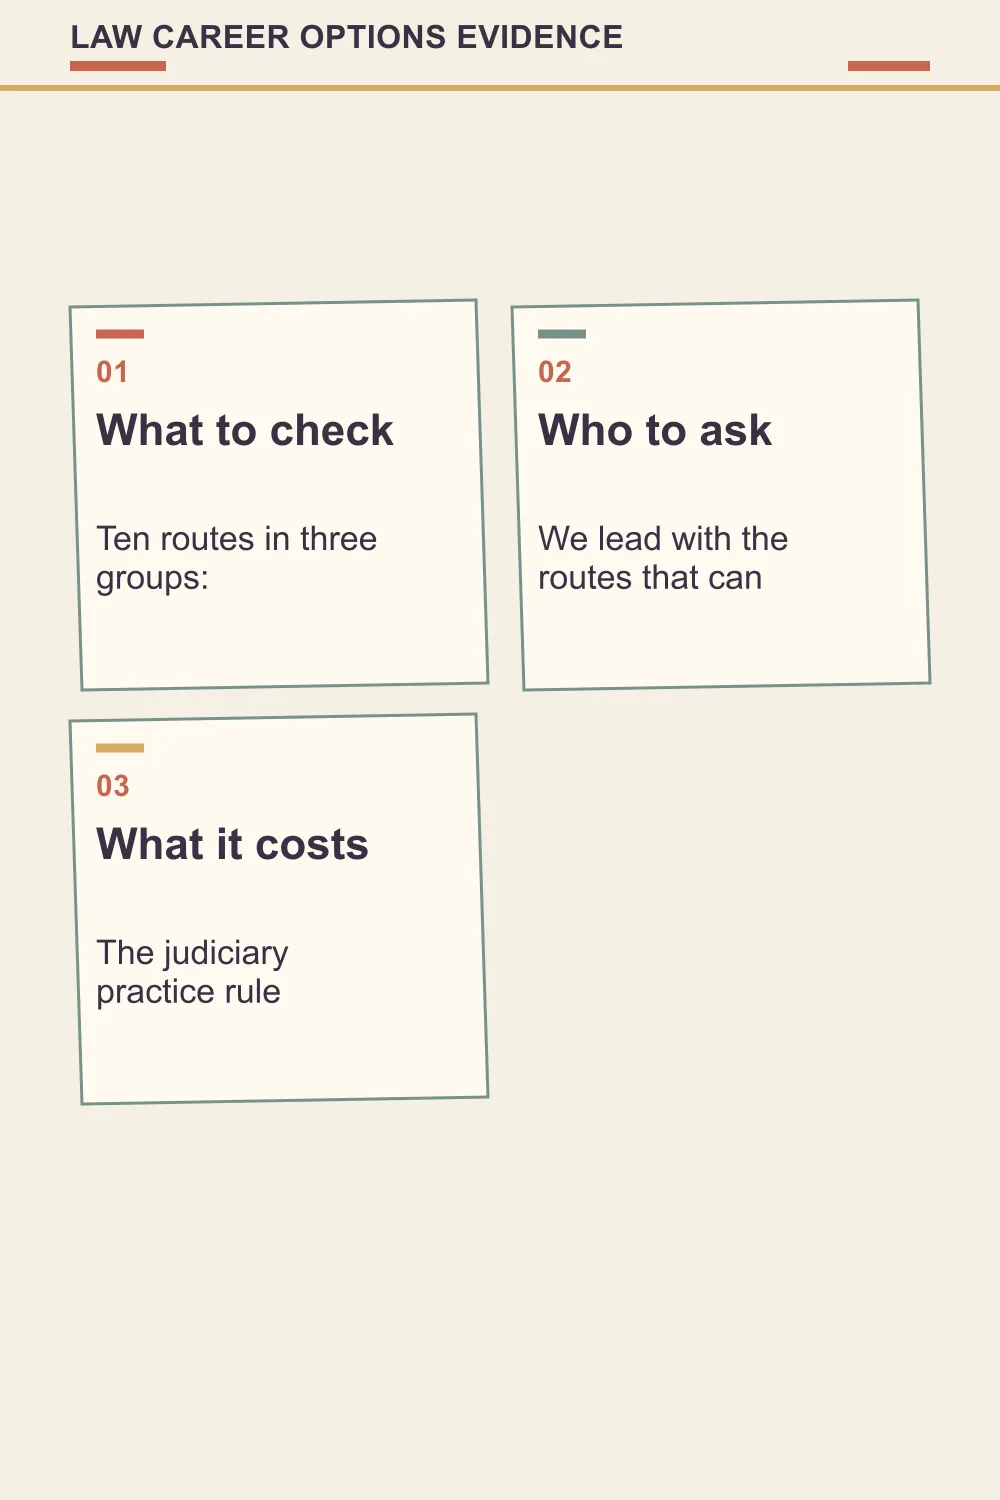 LAW CAREER OPTIONS EVIDENCE
01
What to check
Ten routes in three
groups:
02
Who to ask
We lead with the
routes that can
03
What it costs
The judiciary
practice rule